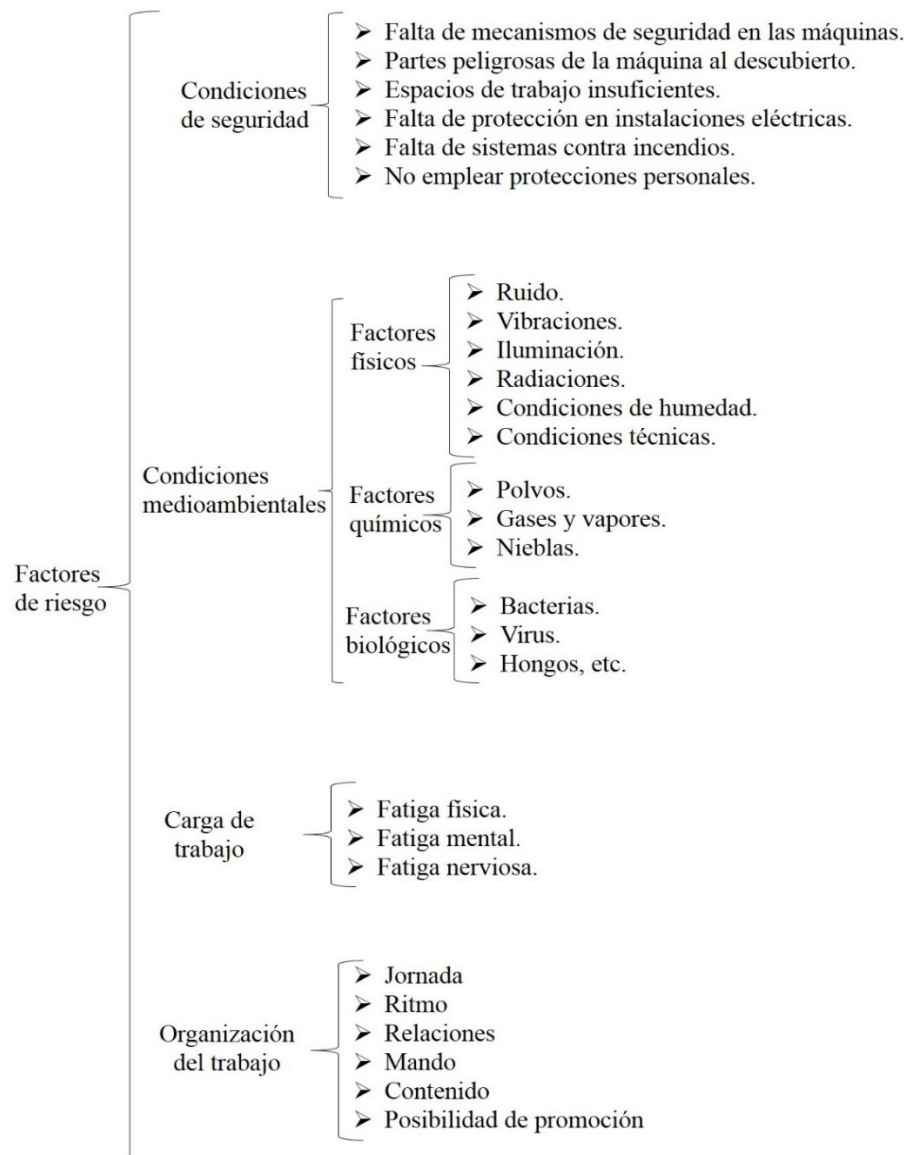 Factores
de riesgo
Condiciones
de seguridad
➤ Falta de mecanismos de seguridad en las máquinas.
➤ Partes peligrosas de la máquina al descubierto.
➤ Espacios de trabajo insuficientes.
➤ Falta de protección en instalaciones eléctricas.
➤ Falta de sistemas contra incendios.
➤ No emplear protecciones personales.
Condiciones
medioambientales
Factores
físicos
➤ Ruido.
➤ Vibraciones.
➤ Iluminación.
➤ Radiaciones.
➤ Condiciones de humedad.
➤ Condiciones técnicas.
Factores
químicos
➤ Polvos.
➤ Gases y vapores.
➤ Nieblas.
Factores
biológicos
➤ Bacterias.
➤ Virus.
➤ Hongos, etc.
Carga de
trabajo
➤ Fatiga física.
➤ Fatiga mental.
➤ Fatiga nerviosa.
Organización
del trabajo
➤ Jornada
➤ Ritmo
➤ Relaciones
➤ Mando
➤ Contenido
➤ Posibilidad de promoción